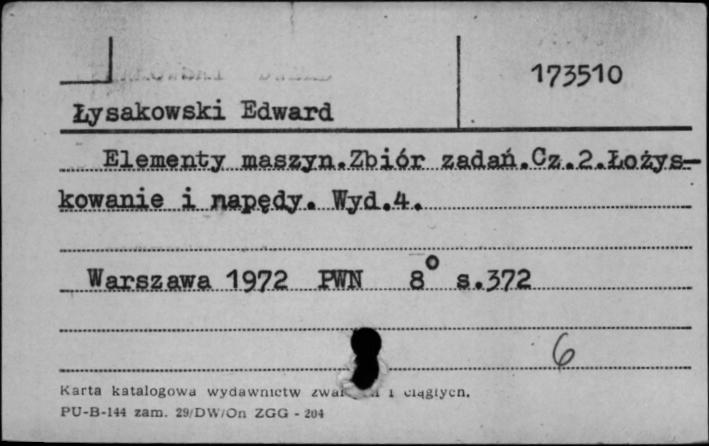 173510
Łysakowski Edward
Elementy maszyn.Zbiór zadań.Cz.2.Łożys-
kowanie i napędy. Wyd.4.
Warszawa 1972 PWN 8° s.372
6
Karta katalogowa wydawnictw i ciągłych.
PU-B-144 zam. 29/DW/On ZGG - 204